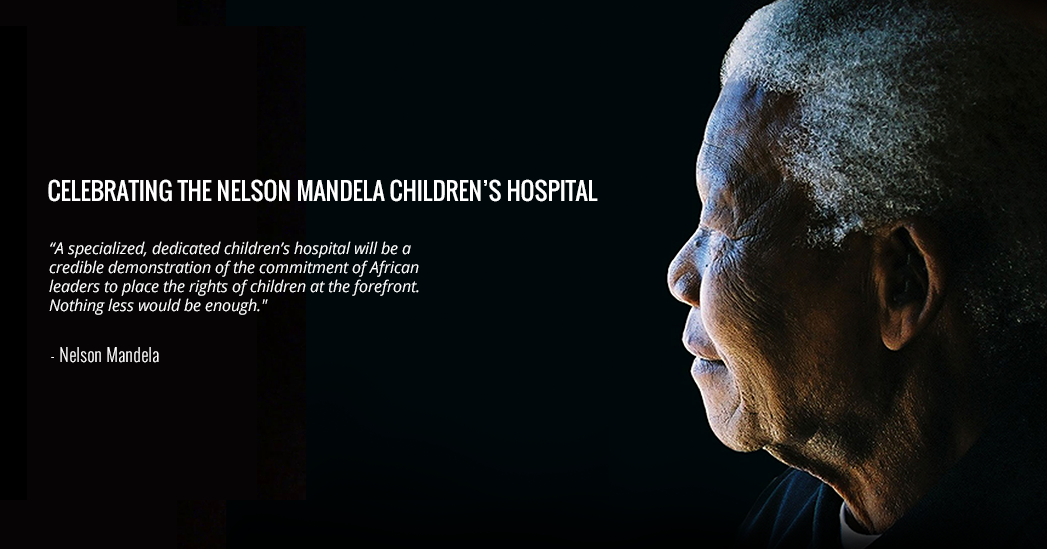 CELEBRATING THE NELSON MANDELA CHILDREN’S HOSPITAL
“A specialized, dedicated children’s hospital will be a
credible demonstration of the commitment of African
leaders to place the rights of children at the forefront.
Nothing less would be enough."
- Nelson Mandela